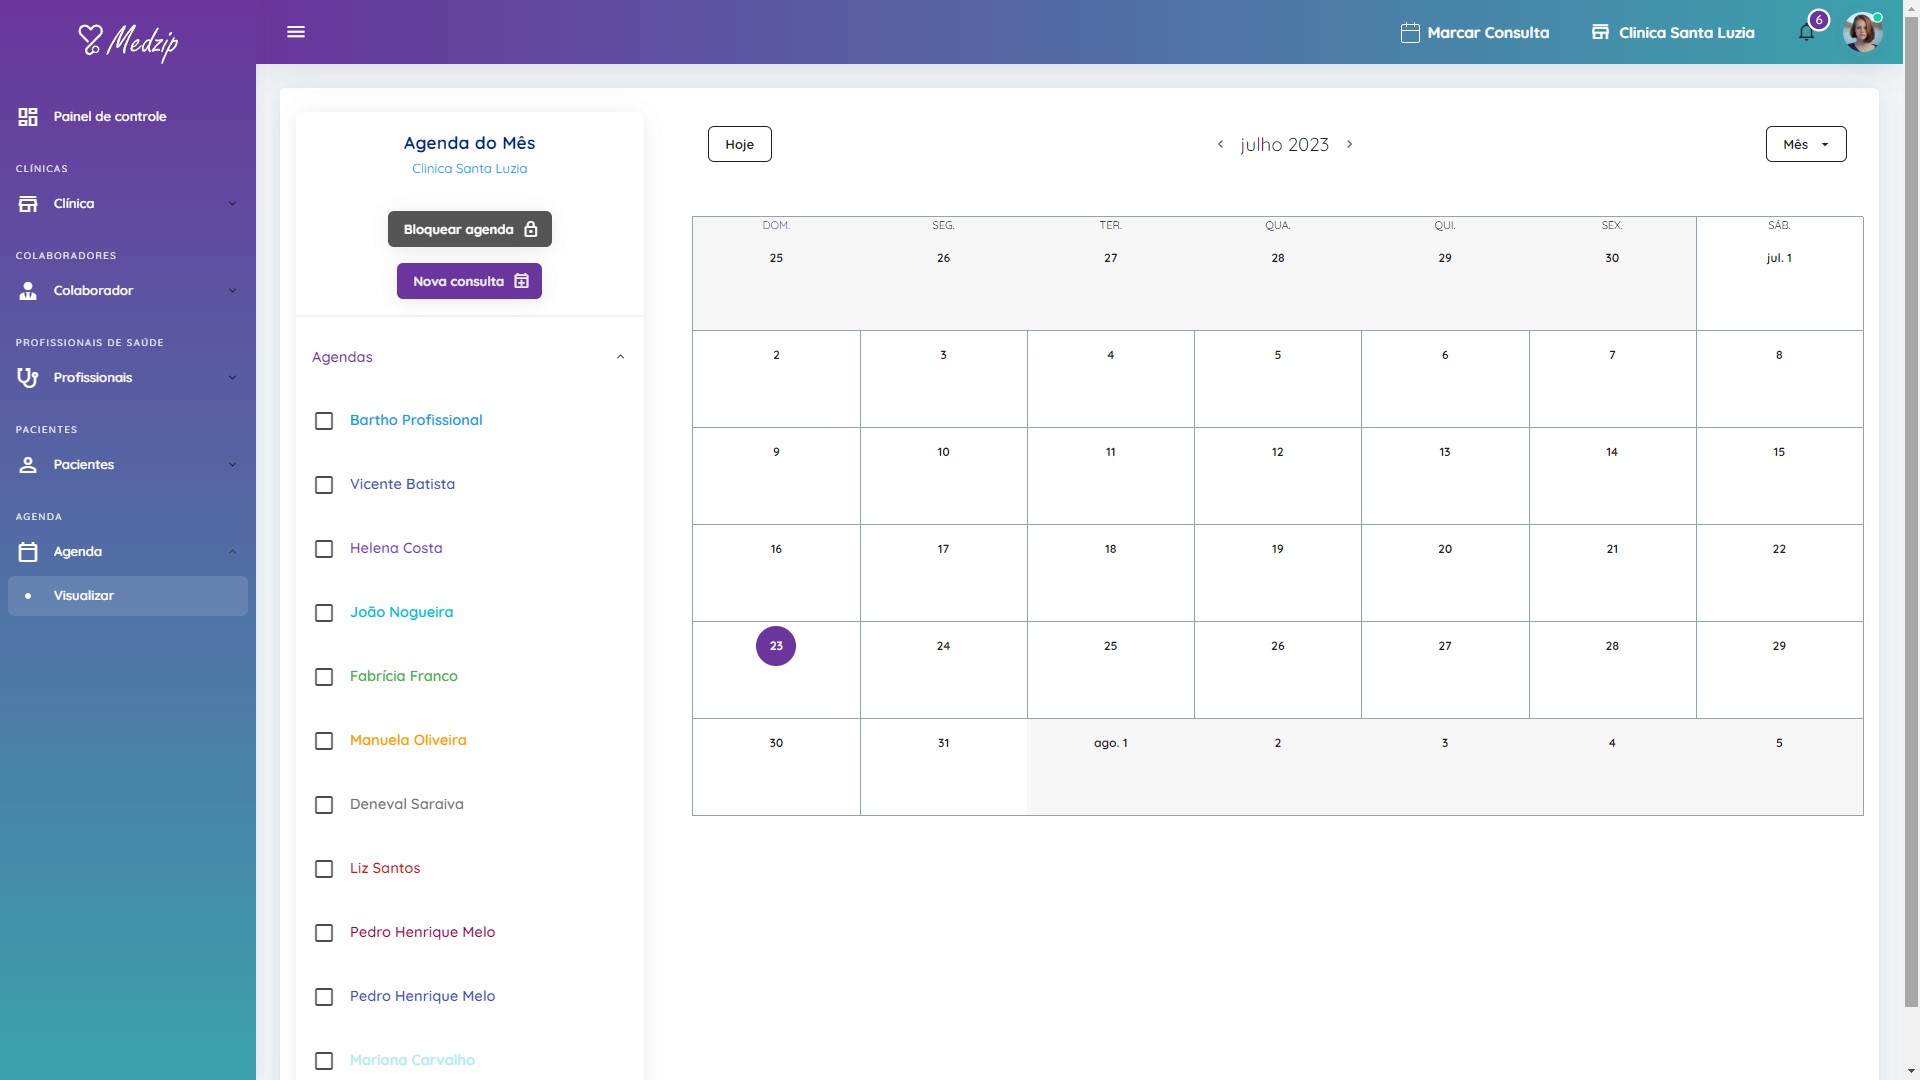 Medzip
Marcar Consulta
Clinica Santa Luzia
6
Painel de controle
CLÍNICAS
Clínica
COLABORADORES
Colaborador
PROFISSIONAIS DE SAÚDE
Profissionais
PACIENTES
Pacientes
AGENDA
Agenda
Visualizar
Agenda do Mês
Clinica Santa Luzia
Bloquear agenda
Nova consulta
Agendas
Bartho Profissional
Vicente Batista
Helena Costa
João Nogueira
Fabrícia Franco
Manuela Oliveira
Deneval Saraiva
Liz Santos
Pedro Henrique Melo
Pedro Henrique Melo
Mariana Carvalho
Hoje
julho 2023
Mês
DOM. SEG. TER. QUA. QUI. SEX. SÁB.
25 26 27 28 29 30 jul. 1
2 3 4 5 6 7 8
9 10 11 12 13 14 15
16 17 18 19 20 21 22
23 24 25 26 27 28 29
30 31 ago. 1 2 3 4 5